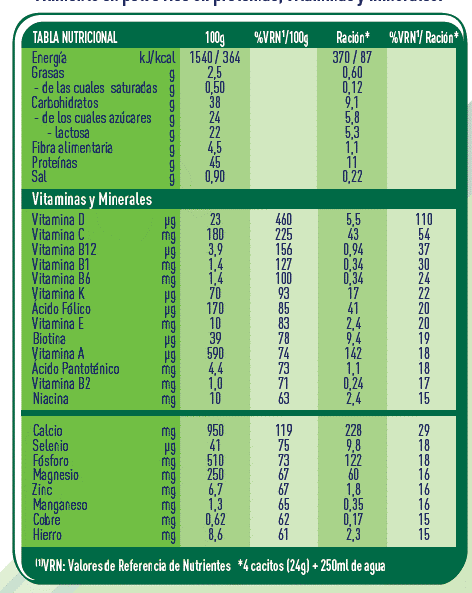 TABLA NUTRICIONAL 100g %VRN¹/100g Ración* %VRN¹/ Ración*
Energía kJ/kcal 1540 / 364 370 / 87
Grasas g 2,5 0,60
- de las cuales saturadas g 0,50 0,12
Carbohidratos g 38 9,1
- de los cuales azúcares g 24 5,8
- lactosa g 22 5,3
Fibra alimentaria g 4,5 1,1
Proteínas g 45 11
Sal g 0,90 0,22
Vitaminas y Minerales
Vitamina D µg 23 460 5,5 110
Vitamina C mg 180 225 43 54
Vitamina B12 µg 3,9 156 0,94 37
Vitamina B1 mg 1,4 127 0,34 30
Vitamina B6 mg 1,4 100 0,34 24
Vitamina K µg 70 93 17 22
Ácido Fólico µg 170 85 41 20
Vitamina E mg 10 83 2,4 20
Biotina µg 39 78 9,4 19
Vitamina A µg 590 74 142 18
Ácido Pantoténico mg 4,4 73 1,1 18
Vitamina B2 mg 1,0 71 0,24 17
Niacina mg 10 63 2,4 15
Calcio mg 950 119 228 29
Selenio µg 41 75 9,8 18
Fósforo mg 510 73 122 18
Magnesio mg 250 67 60 16
Zinc mg 6,7 67 1,8 16
Manganeso mg 1,3 65 0,35 16
Cobre mg 0,62 62 0,17 15
Hierro mg 8,6 61 2,3 15
⁽¹⁾VRN: Valores de Referencia de Nutrientes *4 cacitos (24g) + 250ml de agua